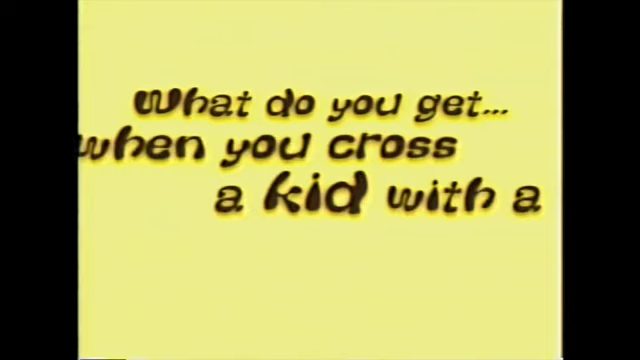 What do you get...
when you cross
a kid with a